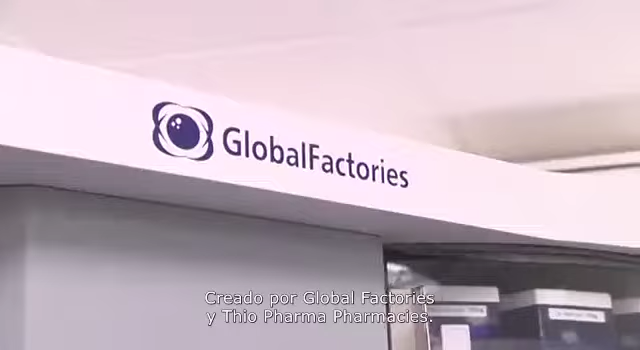 GlobalFactories
Creado por Global Factories
y Thio Pharma Pharmacies.